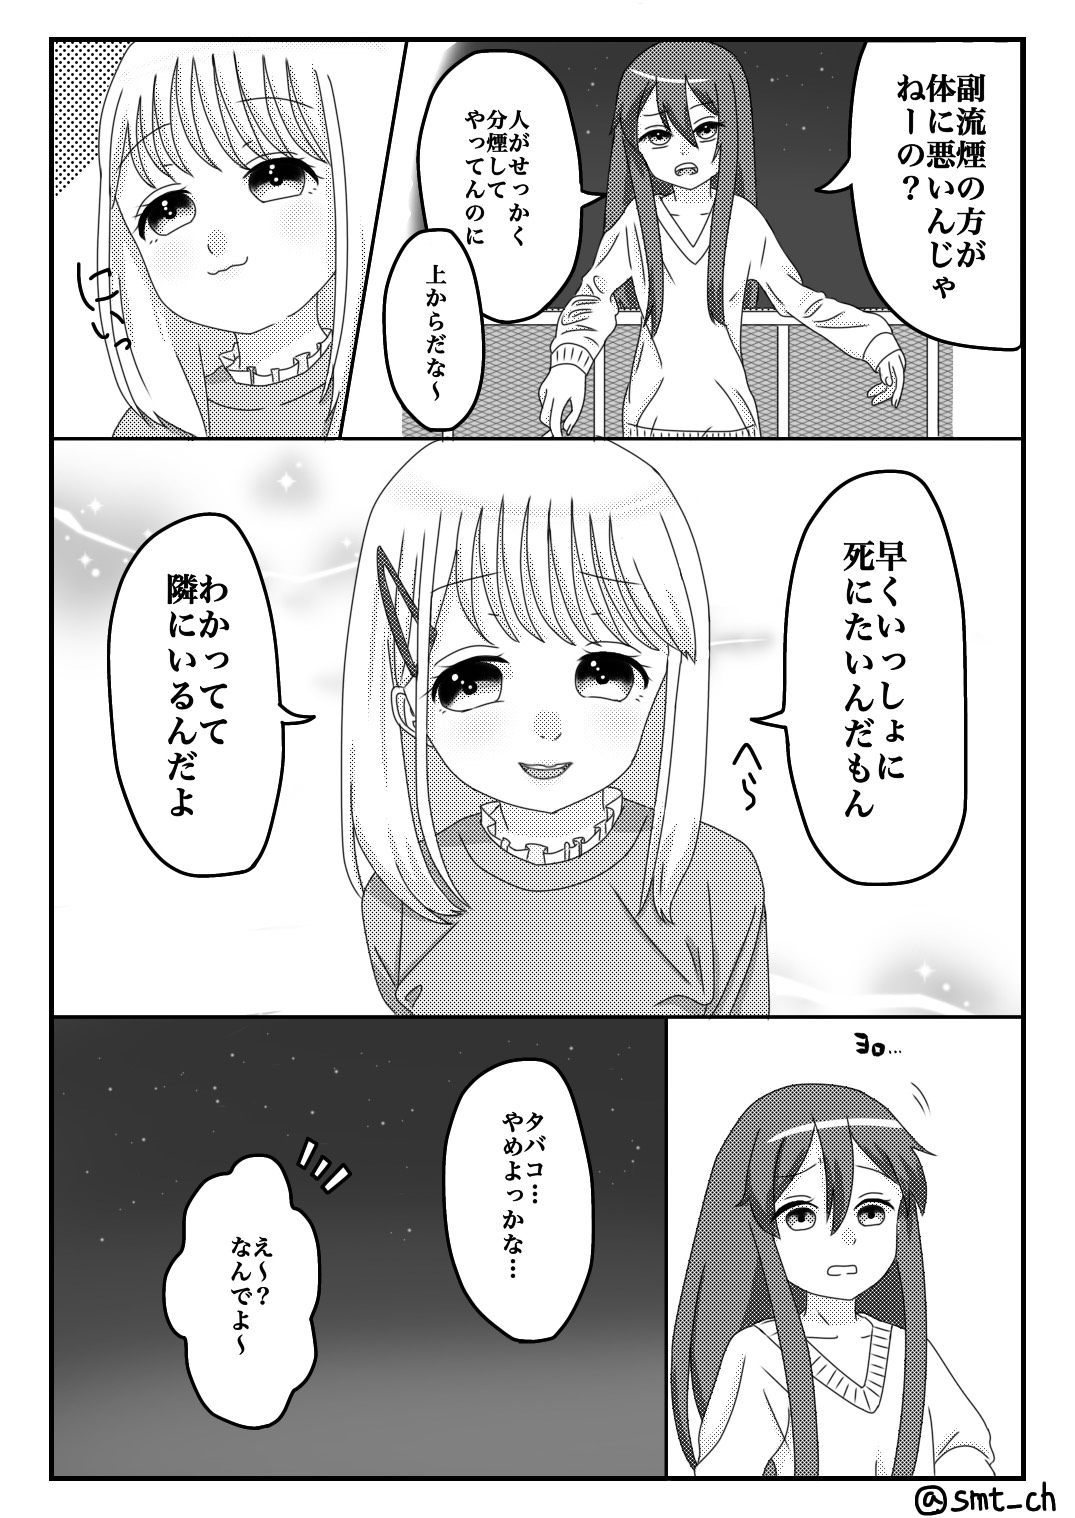 副流煙の方が
体に悪いんじゃ
ねーの？
人がせっかく
分煙して
やってんのに
上からだな〜
早くいっしょに
死にたいんだもん
へら
わかってて
隣にいるんだよ
ヨロ…
タバコ…
やめよっかな…
え〜？
なんでよ〜
@smt_ch